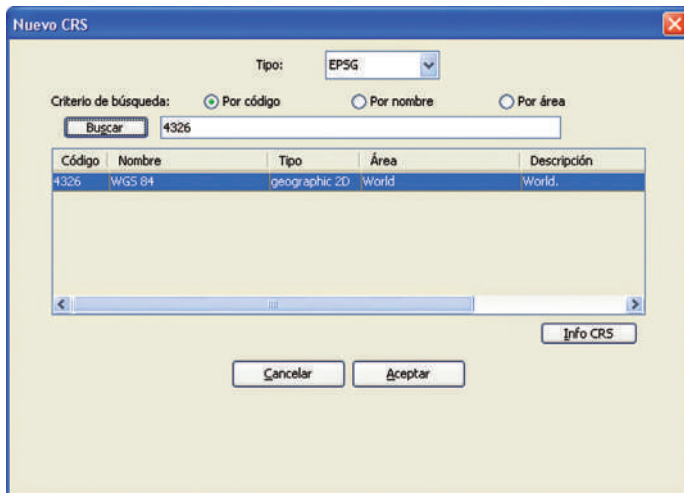 Nuevo CRS
Tipo: EPSG
Criterio de búsqueda: Por código Por nombre Por área
Buscar 4326
Código Nombre Tipo Área Descripción
4326 WGS 84 geographic 2D World World.
Info CRS
Cancelar Aceptar